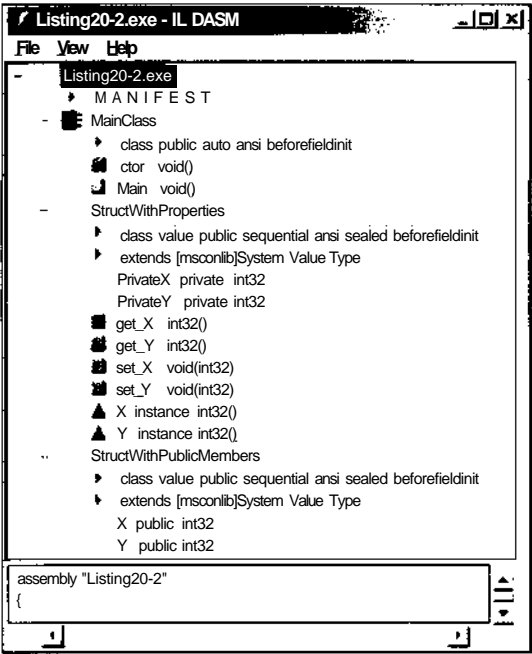 Listing20-2.exe - IL DASM
File View Help
Listing20-2.exe
MANIFEST
MainClass
class public auto ansi beforefieldinit
ctor void()
Main void()
StructWithProperties
class value public sequential ansi sealed beforefieldinit
extends [msconlib]System Value Type
PrivateX private int32
PrivateY private int32
get_X int32()
get_Y int32()
set_X void(int32)
set_Y void(int32)
X instance int32()
Y instance int32()
StructWithPublicMembers
class value public sequential ansi sealed beforefieldinit
extends [msconlib]System Value Type
X public int32
Y public int32
assembly "Listing20-2"
{